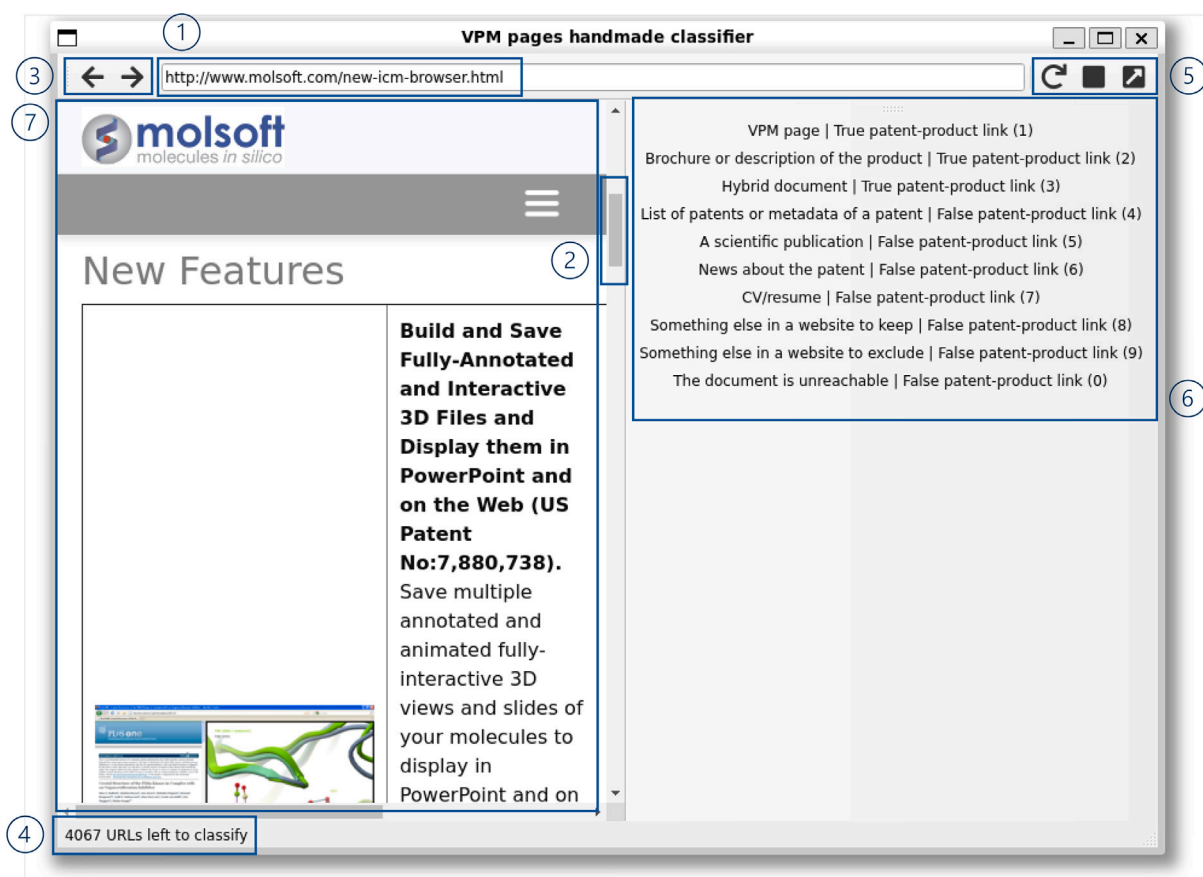 1
VPM pages handmade classifier
3
http://www.molsoft.com/new-icm-browser.html
5
7
molsoft
molecules in silico
New Features
2
Build and Save
Fully-Annotated
and Interactive
3D Files and
Display them in
PowerPoint and
on the Web (US
Patent
No:7,880,738).
Save multiple
annotated and
animated fully-
interactive 3D
views and slides of
your molecules to
display in
PowerPoint and on
VPM page | True patent-product link (1)
Brochure or description of the product | True patent-product link (2)
Hybrid document | True patent-product link (3)
List of patents or metadata of a patent | False patent-product link (4)
A scientific publication | False patent-product link (5)
News about the patent | False patent-product link (6)
CV/resume | False patent-product link (7)
Something else in a website to keep | False patent-product link (8)
Something else in a website to exclude | False patent-product link (9)
The document is unreachable | False patent-product link (0)
6
4
4067 URLs left to classify